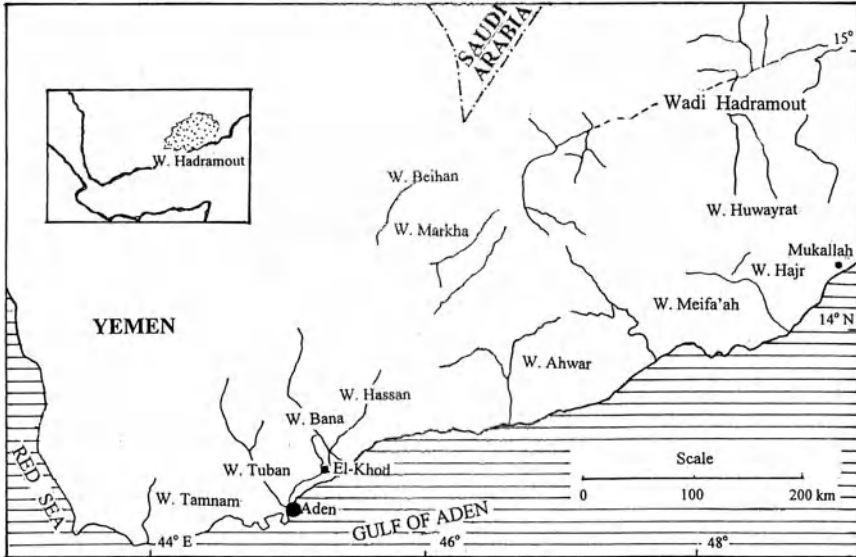 SAUDI
ARABIA
15°
Wadi Hadramout
W. Hadramout
W. Beihan
W. Huwayrat
W. Markha
Mukallah
W. Hajr
W. Meifa'ah
YEMEN
14° N
W. Ahwar
W. Hassan
W. Bana
W. Tuban
El-Khod
Scale
0 100 200 km
RED SEA
W. Tamnam
Aden
GULF OF ADEN
44° E
46°
48°